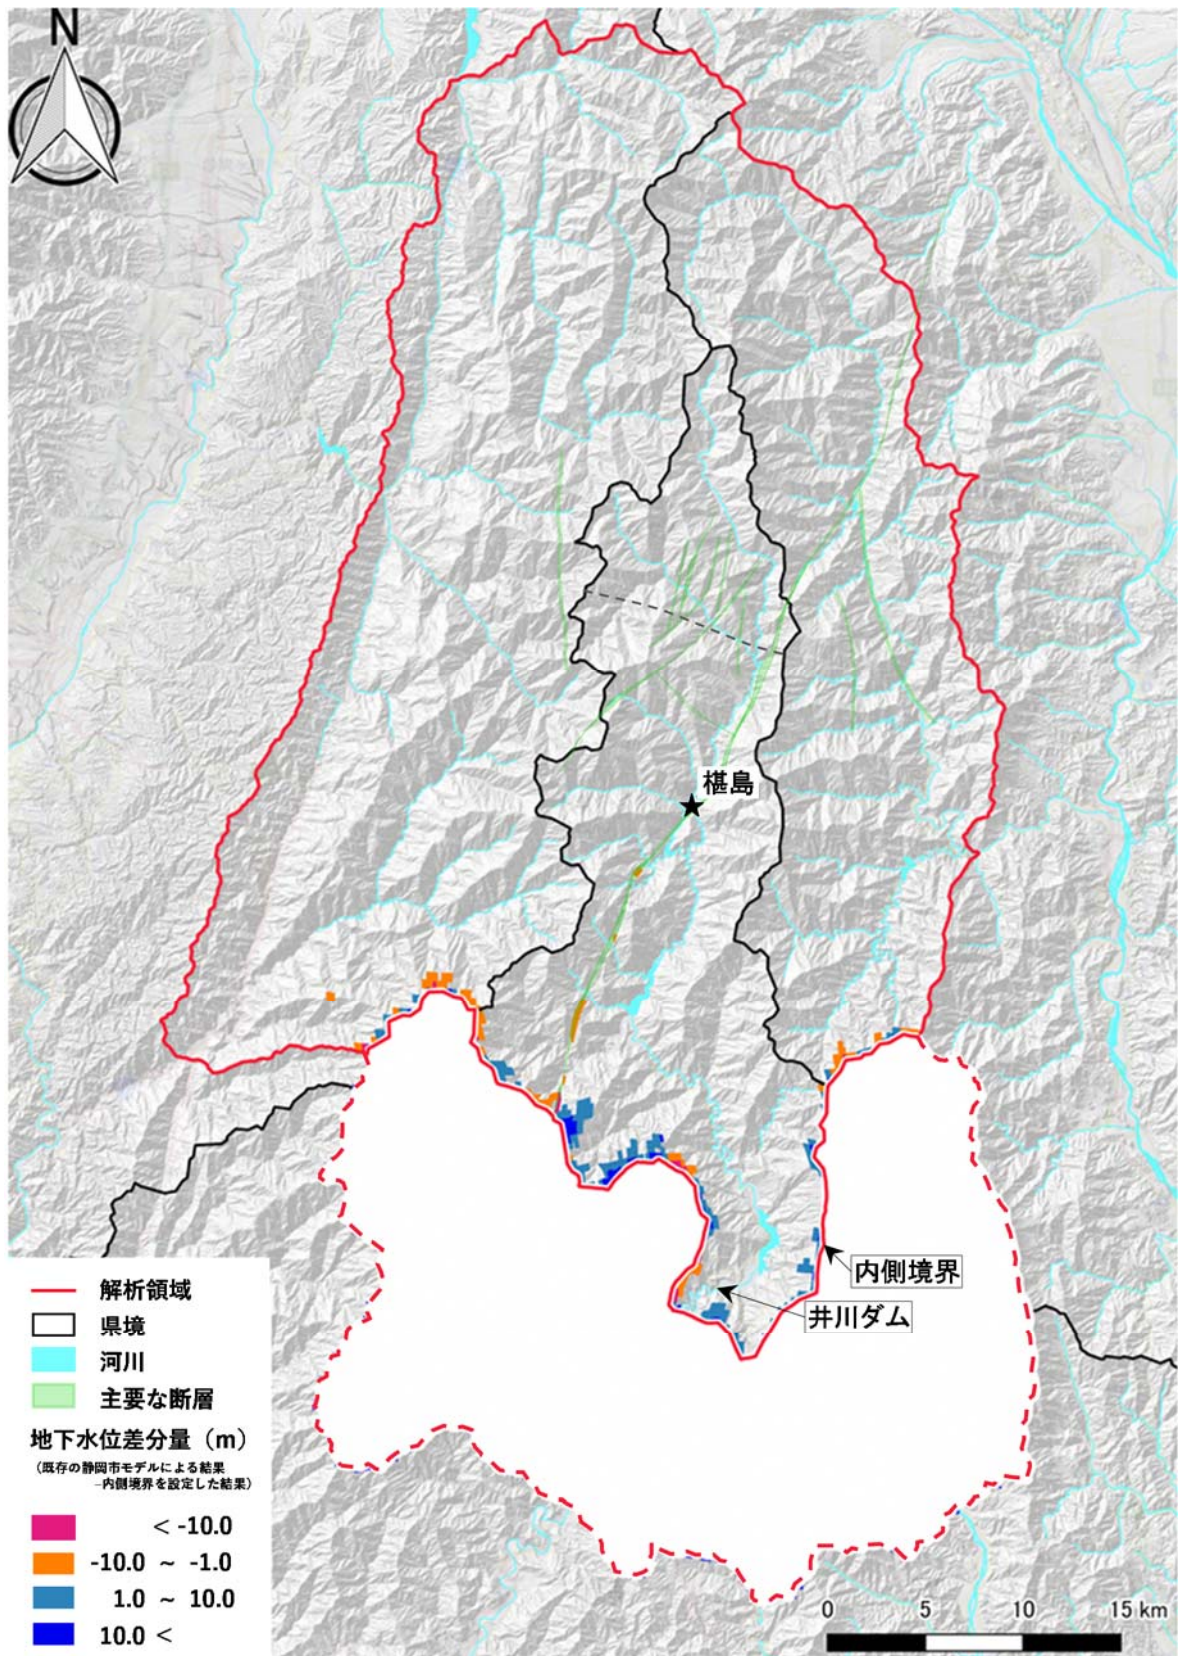 N
椹島
内側境界
井川ダム
解析領域
県境
河川
主要な断層
地下水位差分量（m）
（既存の静岡市モデルによる結果
−内側境界を設定した結果）
< -10.0
-10.0 ~ -1.0
1.0 ~ 10.0
10.0 <
0 5 10 15 km